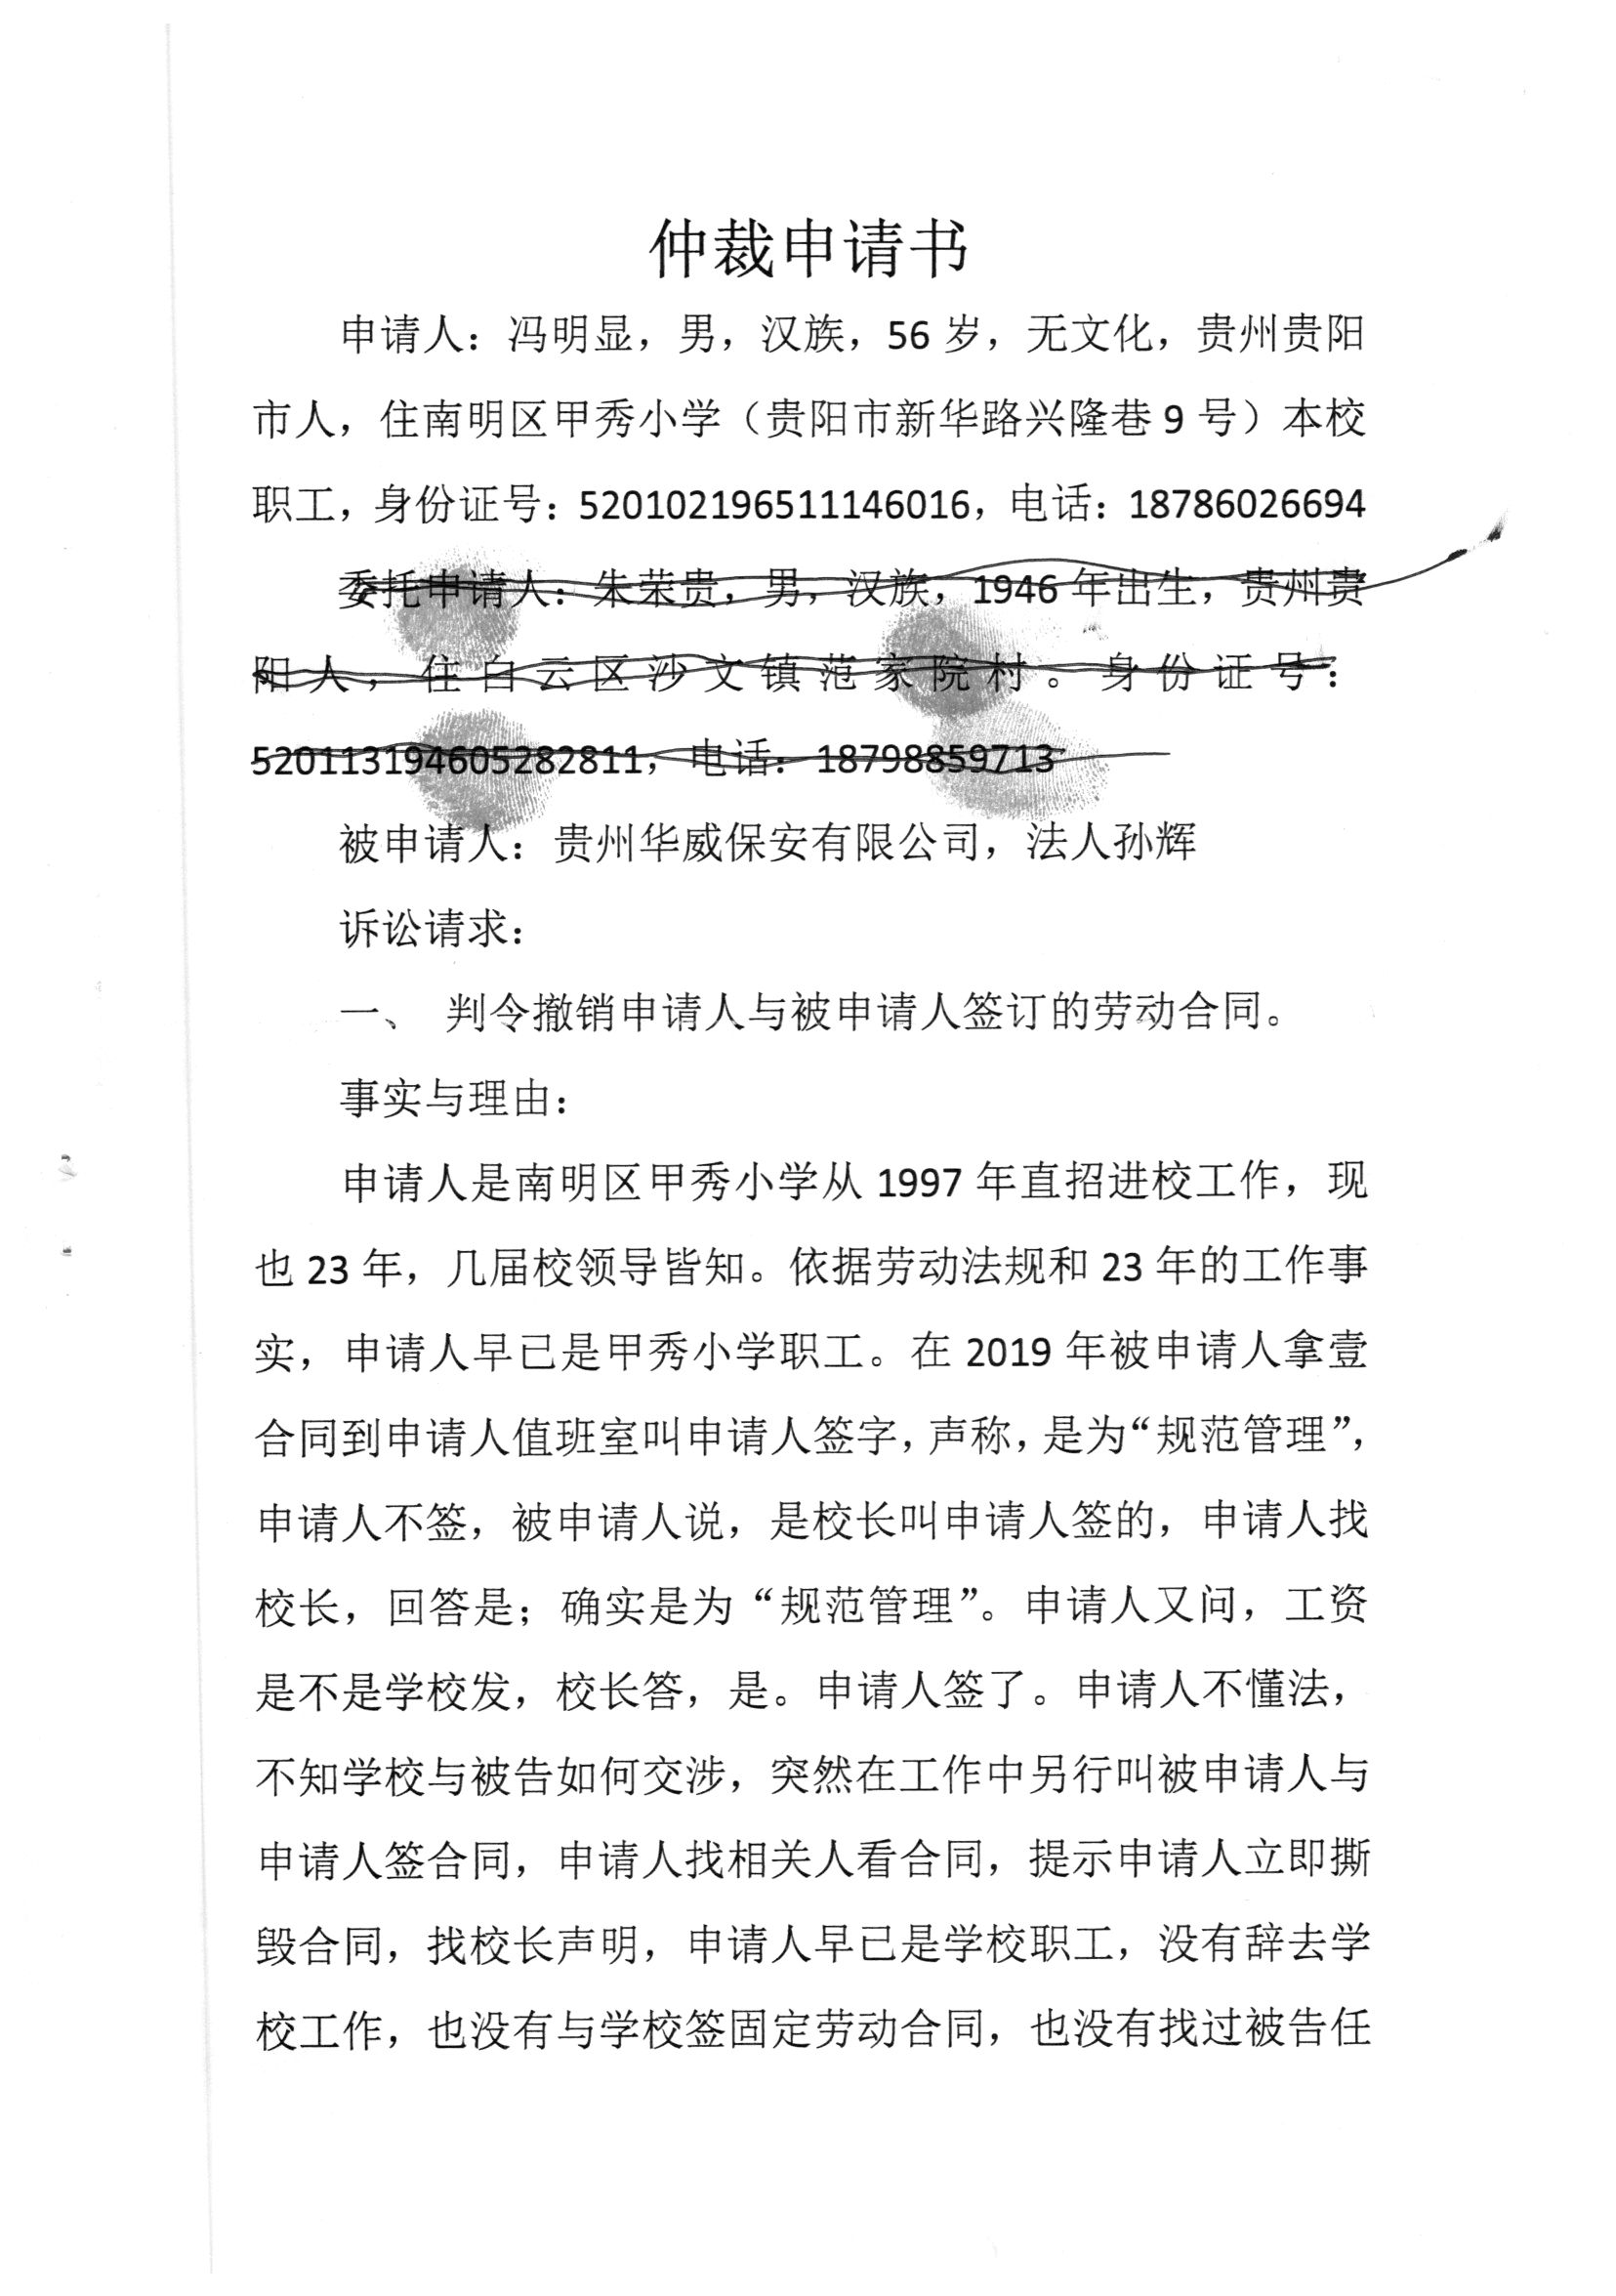 仲裁申请书
申请人：冯明显，男，汉族，56 岁，无文化，贵州贵阳
市人，住南明区甲秀小学（贵阳市新华路兴隆巷 9 号）本校
职工，身份证号：520102196511146016，电话：18786026694
委托申请人：朱荣贵，男，汉族，1946 年出生，贵州贵
阳人，住白云区沙文镇范家院村。身份证号：
520113194605282811，电话：18798859713
被申请人：贵州华威保安有限公司，法人孙辉
诉讼请求：
一、 判令撤销申请人与被申请人签订的劳动合同。
事实与理由：
申请人是南明区甲秀小学从 1997 年直招进校工作，现
也 23 年，几届校领导皆知。依据劳动法规和 23 年的工作事
实，申请人早已是甲秀小学职工。在 2019 年被申请人拿壹
合同到申请人值班室叫申请人签字，声称，是为“规范管理”，
申请人不签，被申请人说，是校长叫申请人签的，申请人找
校长，回答是；确实是为“规范管理”。申请人又问，工资
是不是学校发，校长答，是。申请人签了。申请人不懂法，
不知学校与被告如何交涉，突然在工作中另行叫被申请人与
申请人签合同，申请人找相关人看合同，提示申请人立即撕
毁合同，找校长声明，申请人早已是学校职工，没有辞去学
校工作，也没有与学校签固定劳动合同，也没有找过被告任